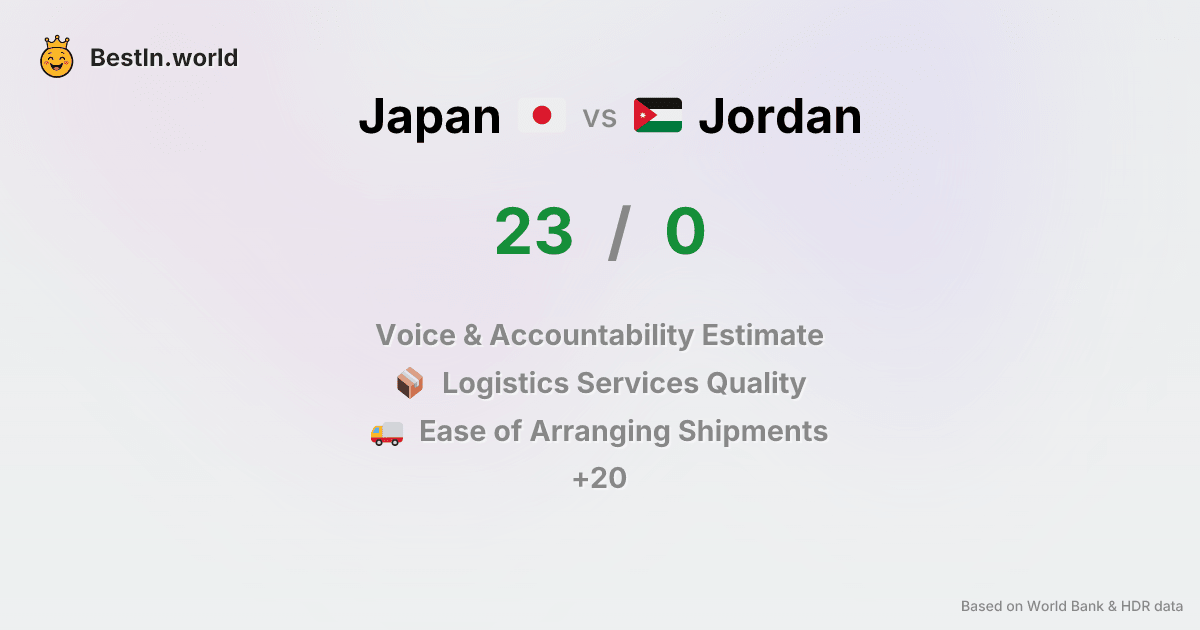 BestIn.world
Japan vs Jordan
23 / 0
Voice & Accountability Estimate
Logistics Services Quality
Ease of Arranging Shipments
+20
Based on World Bank & HDR data